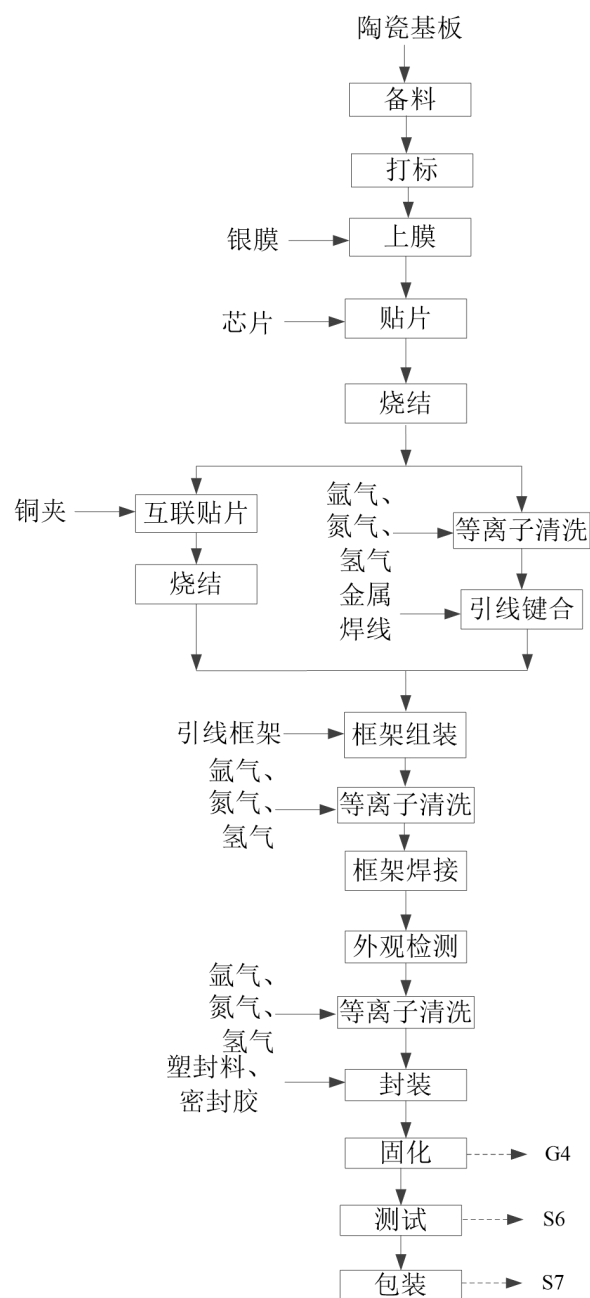 陶瓷基板
备料
打标
银膜
上膜
芯片
贴片
烧结
铜夹
互联贴片
烧结
氩气、
氮气、
氢气
等离子清洗
金属
焊线
引线键合
引线框架
框架组装
氩气、
氮气、
氢气
等离子清洗
框架焊接
外观检测
氩气、
氮气、
氢气
等离子清洗
塑封料、
密封胶
封装
固化
G4
测试
S6
包装
S7